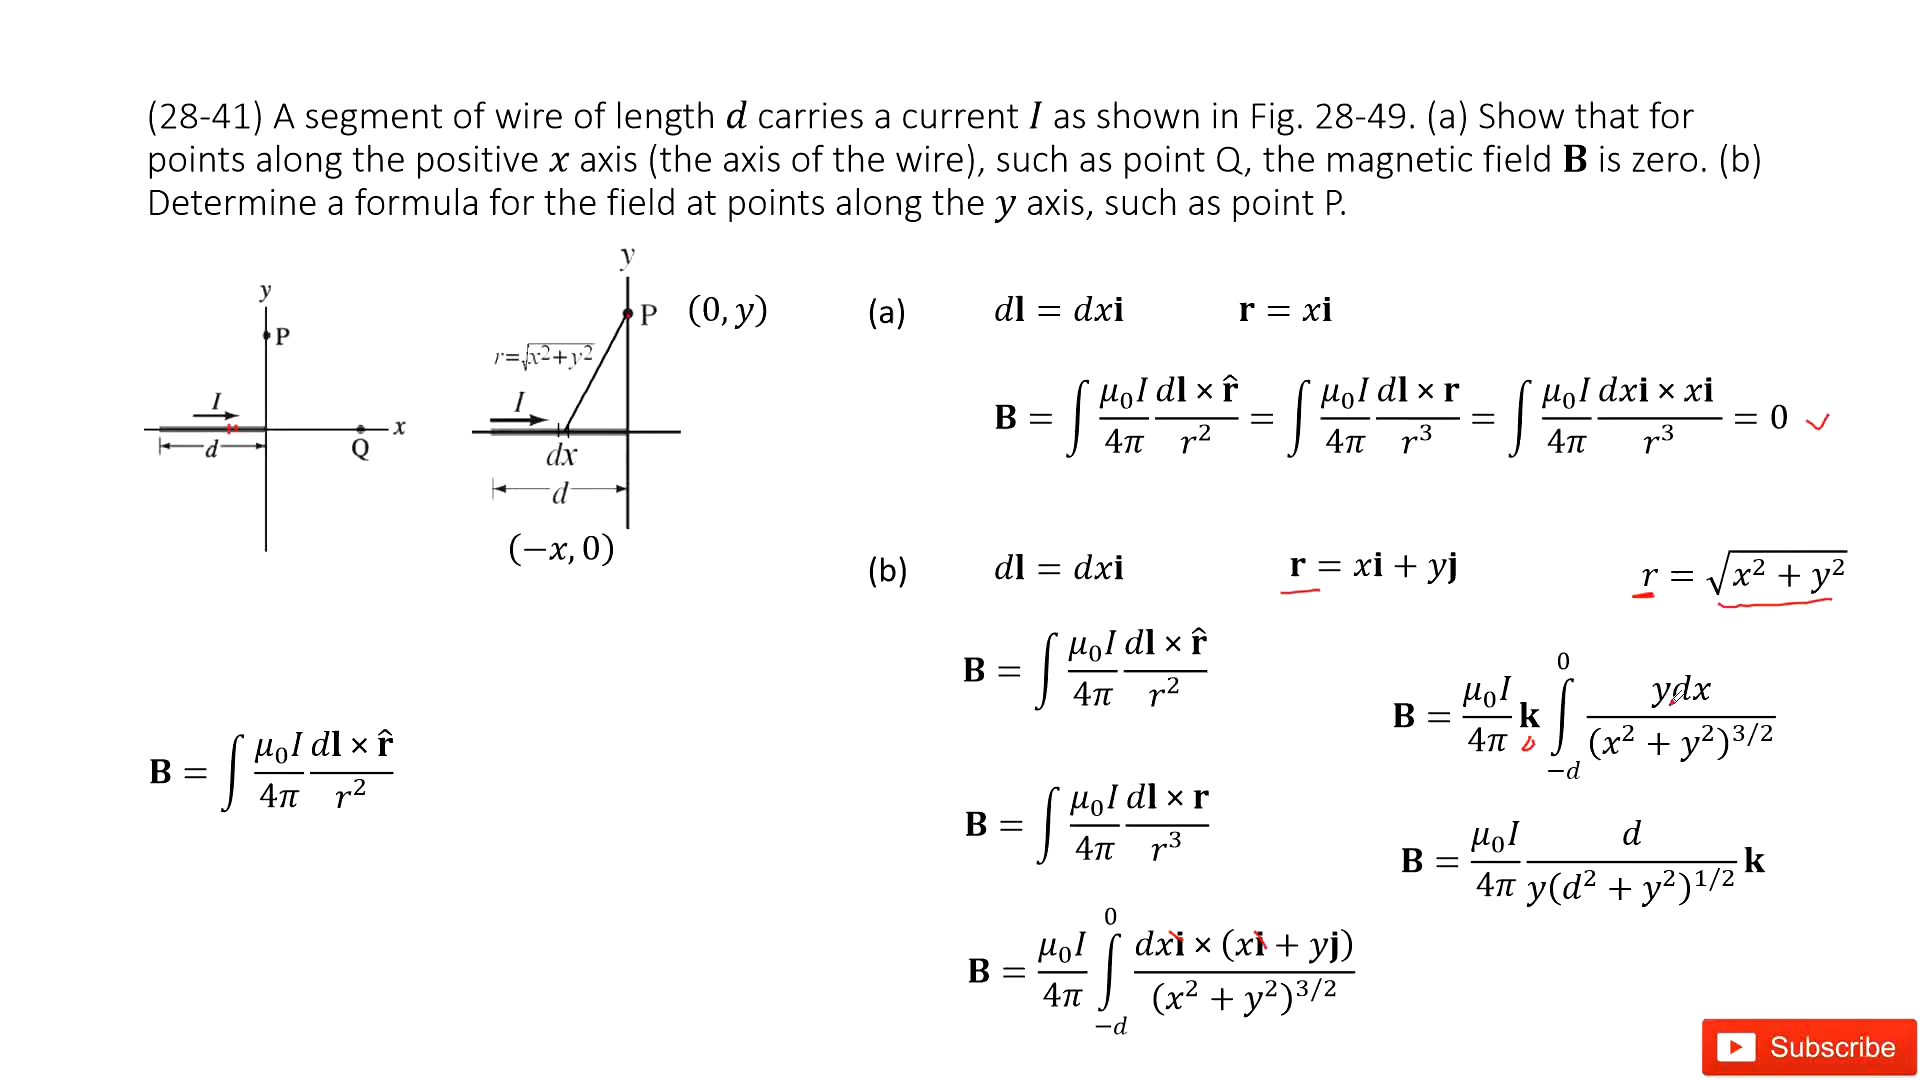 (28-41) A segment of wire of length d carries a current I as shown in Fig. 28-49. (a) Show that for
points along the positive x axis (the axis of the wire), such as point Q, the magnetic field B is zero. (b)
Determine a formula for the field at points along the y axis, such as point P.
y
P
I
x
d
Q
y
P (0, y)
r=√x²+y²
I
dx
d
(−x, 0)
(a) dl = dxi r = xi
B = ∫ μ₀I/4π dl × r̂/r² = ∫ μ₀I/4π dl × r/r³ = ∫ μ₀I/4π dxi × xi/r³ = 0
(b) dl = dxi r = xi + yj r = √x² + y²
B = ∫ μ₀I/4π dl × r̂/r²
B = ∫ μ₀I/4π dl × r/r³
B = μ₀I/4π ∫₋d⁰ dxi × (xi + yj)/(x² + y²)³/²
B = μ₀I/4π k ∫₋d⁰ ydx/(x² + y²)³/²
B = μ₀I/4π d/y(d² + y²)¹/² k
B = ∫ μ₀I/4π dl × r̂/r²
Subscribe